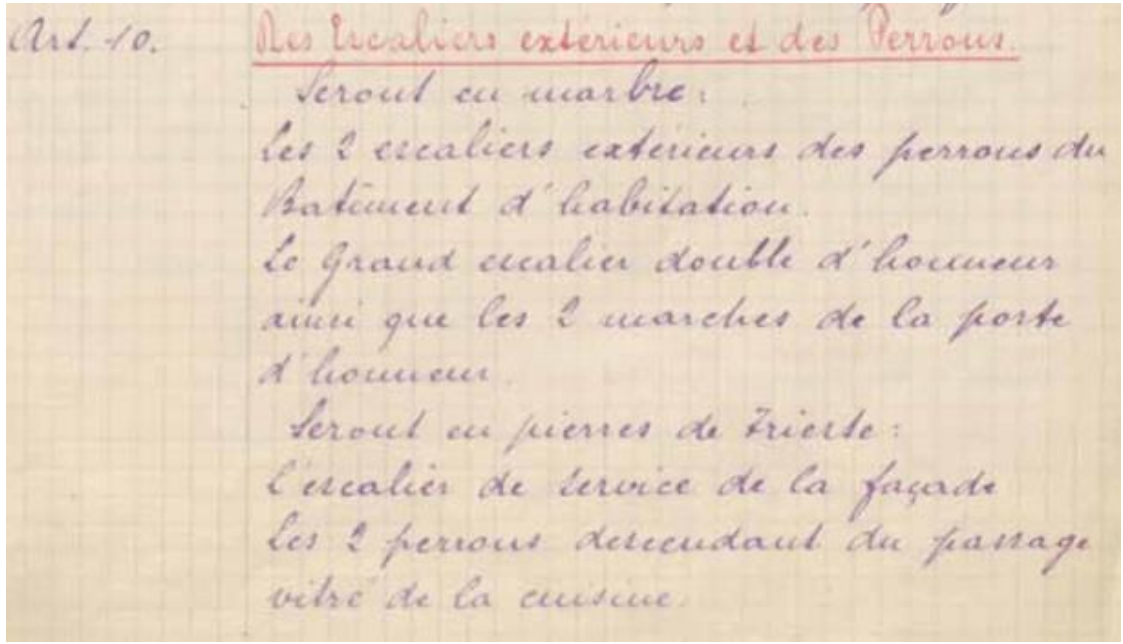 Art. 10. Des Escaliers extérieurs et des Perrons.
Seront en marbre:
Les 2 escaliers extérieurs des perrons du
Batiment d'habitation.
Le Grand escalier double d'honneur
ainsi que les 2 marches de la porte
d'honneur.
Seront en pierres de Trieste:
L'escalier de service de la façade
Les 2 perrons descendant du passage
vitré de la cuisine.